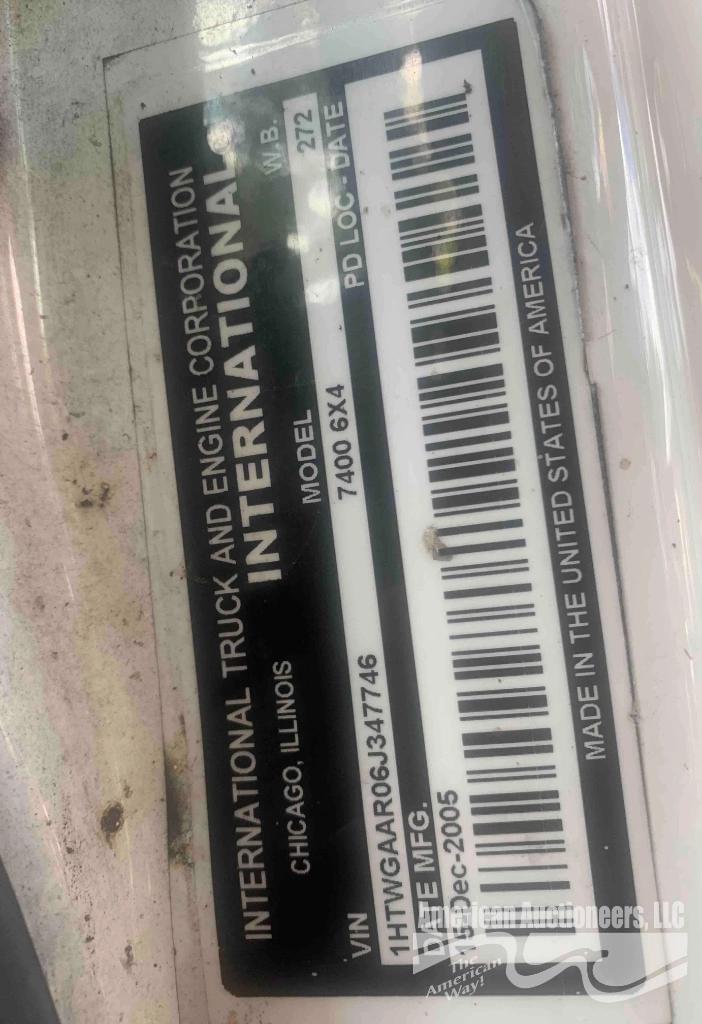 INTERNATIONAL TRUCK AND ENGINE CORPORATION
CHICAGO, ILLINOIS INTERNATIONAL®
VIN MODEL W.B.
1HTWGAAR06J347746 7400 6X4 272
DATE MFG. PD LOC - DATE
Dec-2005
MADE IN THE UNITED STATES OF AMERICA
American Auctioneers, LLC
The
American
Way!